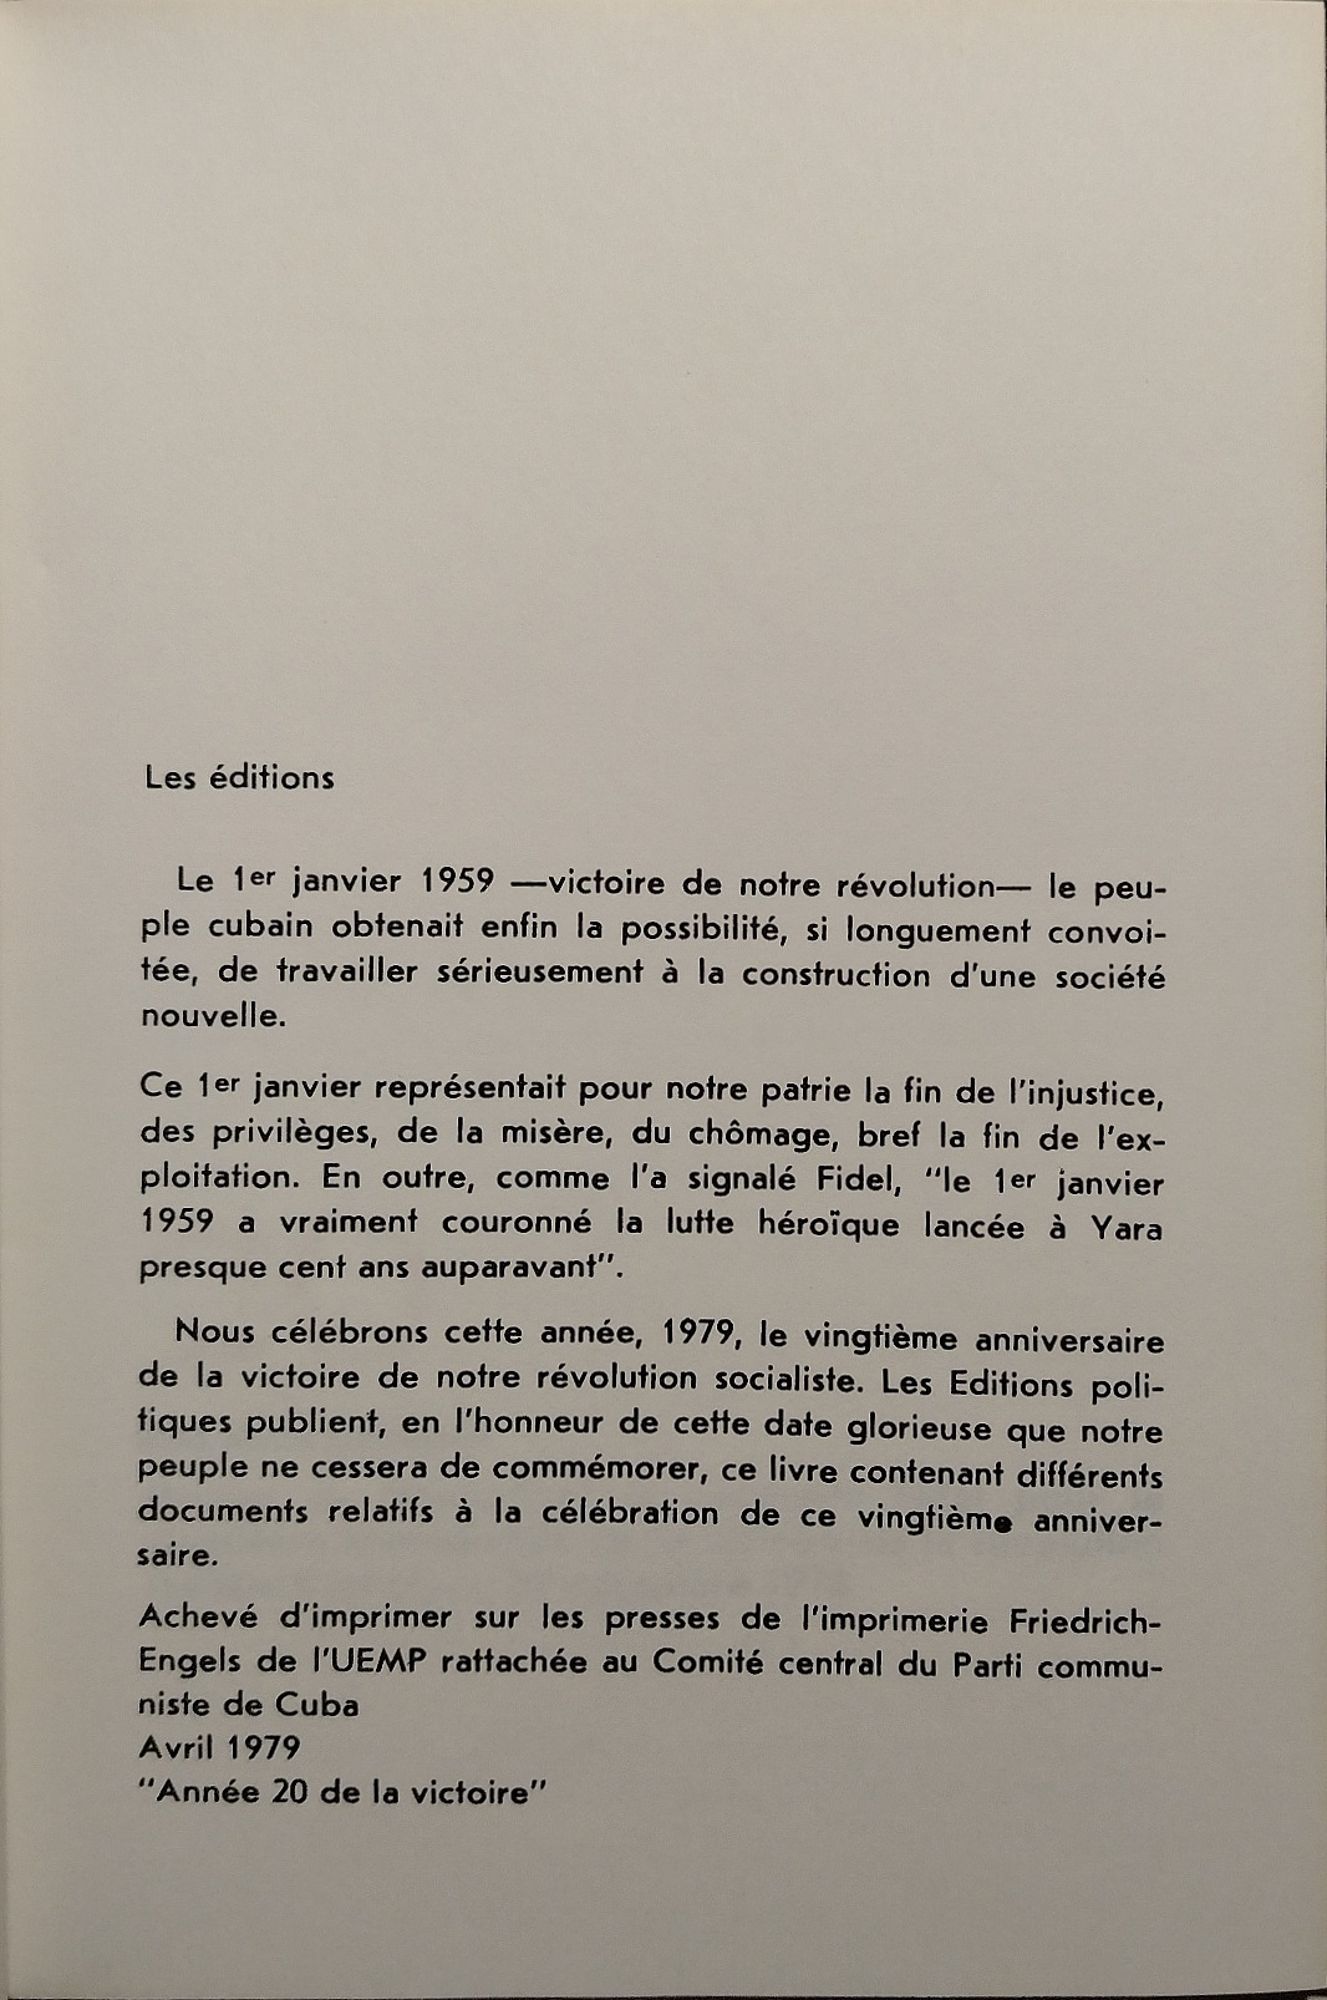 Les éditions
Le 1er janvier 1959 —victoire de notre révolution— le peu-
ple cubain obtenait enfin la possibilité, si longuement convoi-
tée, de travailler sérieusement à la construction d'une société
nouvelle.
Ce 1er janvier représentait pour notre patrie la fin de l'injustice,
des privilèges, de la misère, du chômage, bref la fin de l'ex-
ploitation. En outre, comme l'a signalé Fidel, "le 1er janvier
1959 a vraiment couronné la lutte héroïque lancée à Yara
presque cent ans auparavant".
Nous célébrons cette année, 1979, le vingtième anniversaire
de la victoire de notre révolution socialiste. Les Editions poli-
tiques publient, en l'honneur de cette date glorieuse que notre
peuple ne cessera de commémorer, ce livre contenant différents
documents relatifs à la célébration de ce vingtième anniver-
saire.
Achevé d'imprimer sur les presses de l'imprimerie Friedrich-
Engels de l'UEMP rattachée au Comité central du Parti commu-
niste de Cuba
Avril 1979
"Année 20 de la victoire"